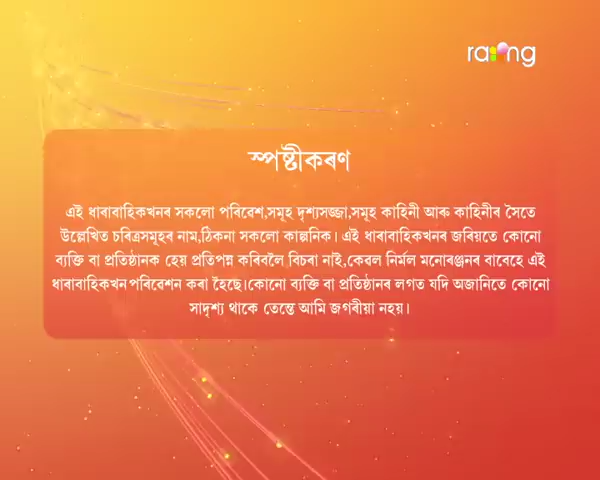 raing
স্পষ্টীকৰণ
এই ধাৰাবাহিকখনৰ সকলো পৰিৱেশ,সমূহ দৃশ্যসজ্জা,সমূহ কাহিনী আৰু কাহিনীৰ সৈতে
উল্লেখিত চৰিত্ৰসমূহৰ নাম,ঠিকনা সকলো কাল্পনিক। এই ধাৰাবাহিকখনৰ জৰিয়তে কোনো
ব্যক্তি বা প্ৰতিষ্ঠানক হেয় প্ৰতিপন্ন কৰিবলৈ বিচৰা নাই,কেৱল নিৰ্মল মনোৰঞ্জনৰ বাবেহে এই
ধাৰাবাহিকখন পৰিৱেশন কৰা হৈছে।কোনো ব্যক্তি বা প্ৰতিষ্ঠানৰ লগত যদি অজানিতে কোনো
সাদৃশ্য থাকে তেন্তে আমি জগৰীয়া নহয়।